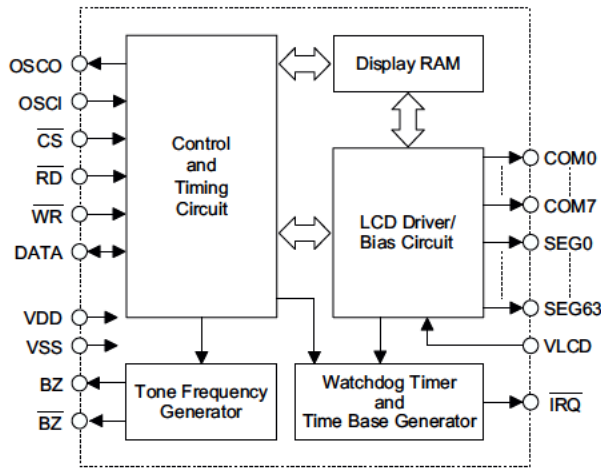 OSCO
OSCI
CS
RD
WR
DATA
VDD
VSS
BZ
BZ
Control
and
Timing
Circuit
Display RAM
LCD Driver/
Bias Circuit
Tone Frequency
Generator
Watchdog Timer
and
Time Base Generator
COM0
COM7
SEG0
SEG63
VLCD
IRQ